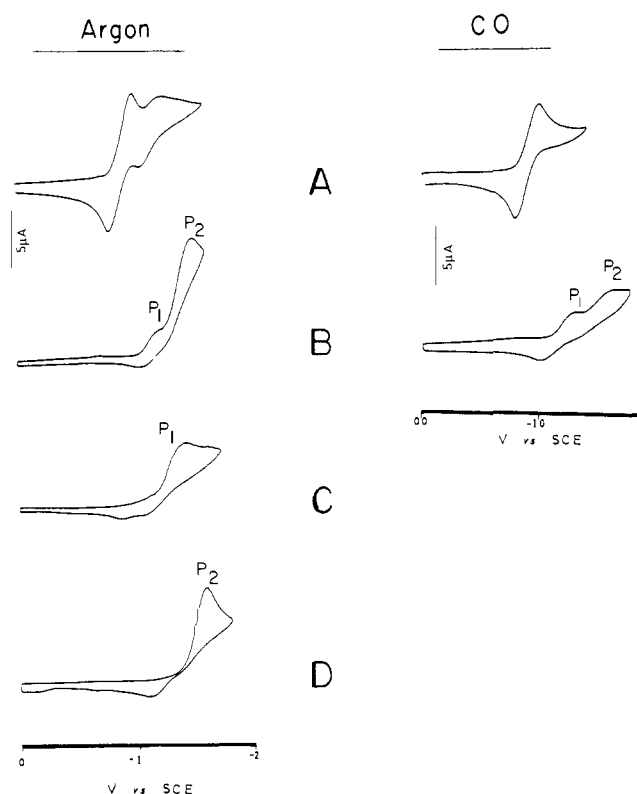 Argon
CO
A
5μA
5μA
P2
P1
B
P1
P2
0.0
-1.0
V vs SCE
P1
C
P2
D
0
-1
-2
V vs SCE